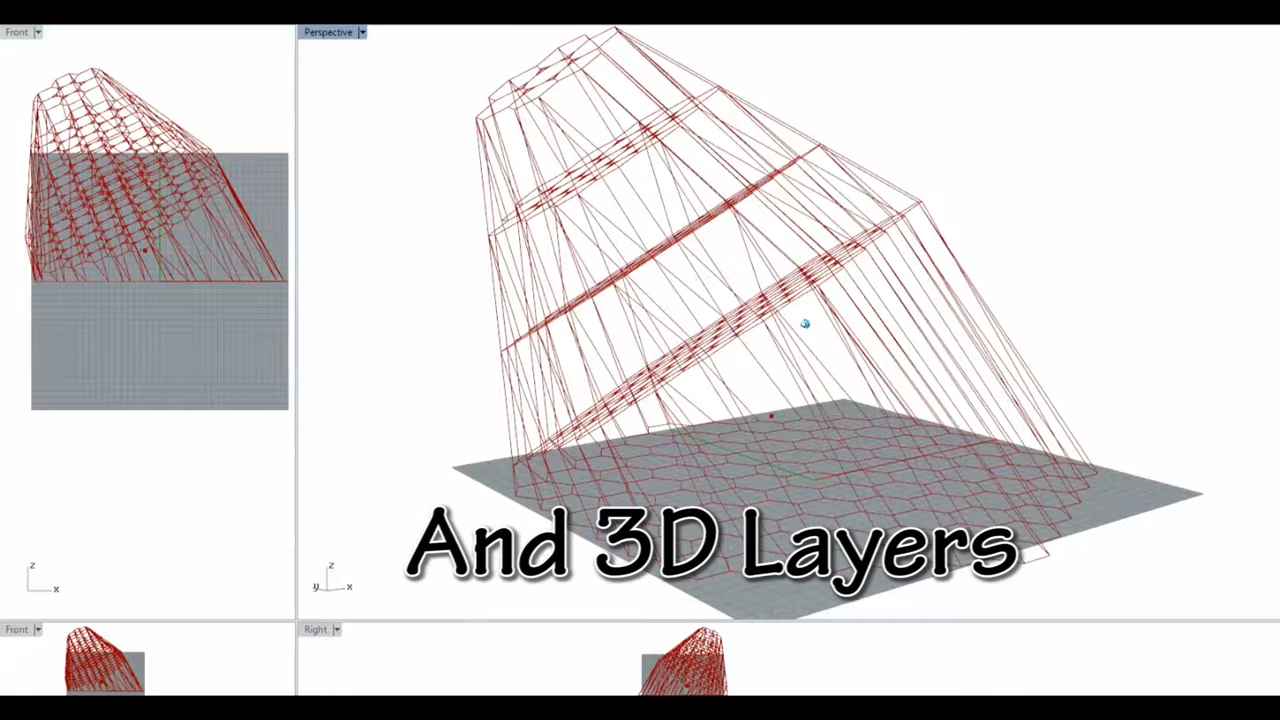 Front
Perspective
And 3D Layers
z
x
z
y
x
Front
Right